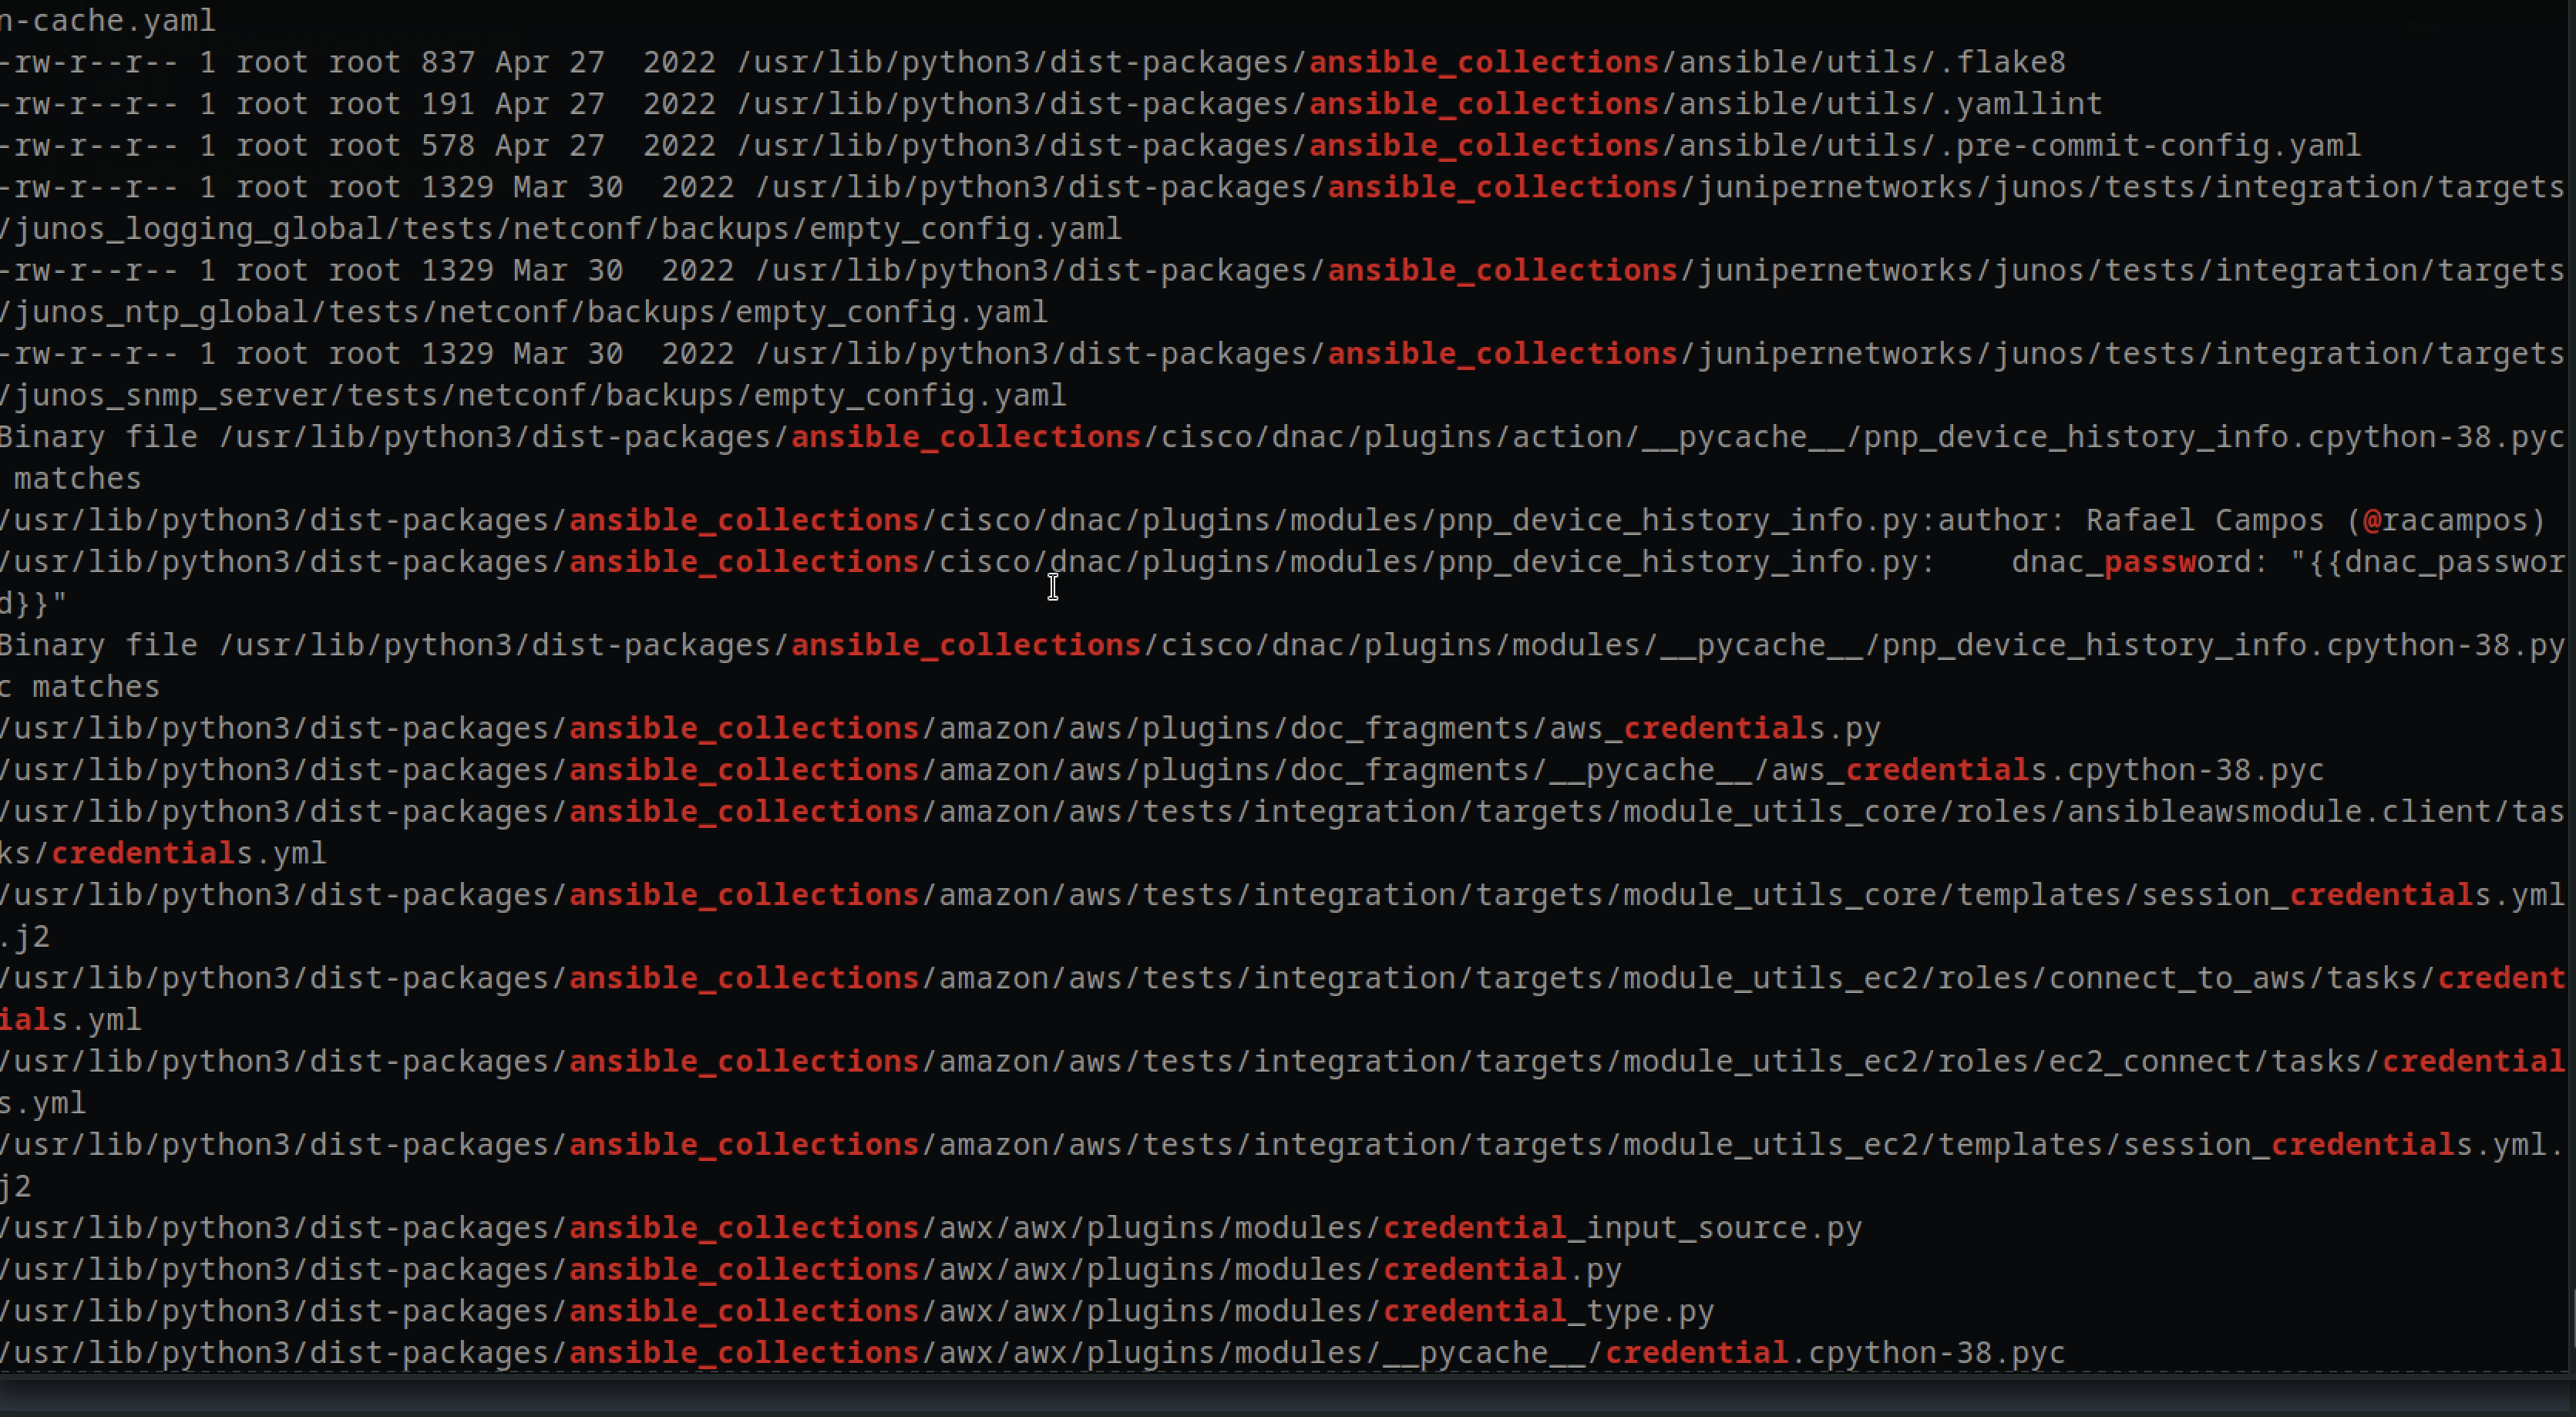 n-cache.yaml
-rw-r--r-- 1 root root 837 Apr 27  2022 /usr/lib/python3/dist-packages/ansible_collections/ansible/utils/.flake8
-rw-r--r-- 1 root root 191 Apr 27  2022 /usr/lib/python3/dist-packages/ansible_collections/ansible/utils/.yamllint
-rw-r--r-- 1 root root 578 Apr 27  2022 /usr/lib/python3/dist-packages/ansible_collections/ansible/utils/.pre-commit-config.yaml
-rw-r--r-- 1 root root 1329 Mar 30  2022 /usr/lib/python3/dist-packages/ansible_collections/junipernetworks/junos/tests/integration/targets
/junos_logging_global/tests/netconf/backups/empty_config.yaml
-rw-r--r-- 1 root root 1329 Mar 30  2022 /usr/lib/python3/dist-packages/ansible_collections/junipernetworks/junos/tests/integration/targets
/junos_ntp_global/tests/netconf/backups/empty_config.yaml
-rw-r--r-- 1 root root 1329 Mar 30  2022 /usr/lib/python3/dist-packages/ansible_collections/junipernetworks/junos/tests/integration/targets
/junos_snmp_server/tests/netconf/backups/empty_config.yaml
Binary file /usr/lib/python3/dist-packages/ansible_collections/cisco/dnac/plugins/action/__pycache__/pnp_device_history_info.cpython-38.pyc
 matches
/usr/lib/python3/dist-packages/ansible_collections/cisco/dnac/plugins/modules/pnp_device_history_info.py:author: Rafael Campos (@racampos)
/usr/lib/python3/dist-packages/ansible_collections/cisco/dnac/plugins/modules/pnp_device_history_info.py:    dnac_password: "{{dnac_passwor
d}}"
Binary file /usr/lib/python3/dist-packages/ansible_collections/cisco/dnac/plugins/modules/__pycache__/pnp_device_history_info.cpython-38.py
c matches
/usr/lib/python3/dist-packages/ansible_collections/amazon/aws/plugins/doc_fragments/aws_credentials.py
/usr/lib/python3/dist-packages/ansible_collections/amazon/aws/plugins/doc_fragments/__pycache__/aws_credentials.cpython-38.pyc
/usr/lib/python3/dist-packages/ansible_collections/amazon/aws/tests/integration/targets/module_utils_core/roles/ansibleawsmodule.client/tas
ks/credentials.yml
/usr/lib/python3/dist-packages/ansible_collections/amazon/aws/tests/integration/targets/module_utils_core/templates/session_credentials.yml
.j2
/usr/lib/python3/dist-packages/ansible_collections/amazon/aws/tests/integration/targets/module_utils_ec2/roles/connect_to_aws/tasks/credent
ials.yml
/usr/lib/python3/dist-packages/ansible_collections/amazon/aws/tests/integration/targets/module_utils_ec2/roles/ec2_connect/tasks/credential
s.yml
/usr/lib/python3/dist-packages/ansible_collections/amazon/aws/tests/integration/targets/module_utils_ec2/templates/session_credentials.yml.
j2
/usr/lib/python3/dist-packages/ansible_collections/awx/awx/plugins/modules/credential_input_source.py
/usr/lib/python3/dist-packages/ansible_collections/awx/awx/plugins/modules/credential.py
/usr/lib/python3/dist-packages/ansible_collections/awx/awx/plugins/modules/credential_type.py
/usr/lib/python3/dist-packages/ansible_collections/awx/awx/plugins/modules/__pycache__/credential.cpython-38.pyc